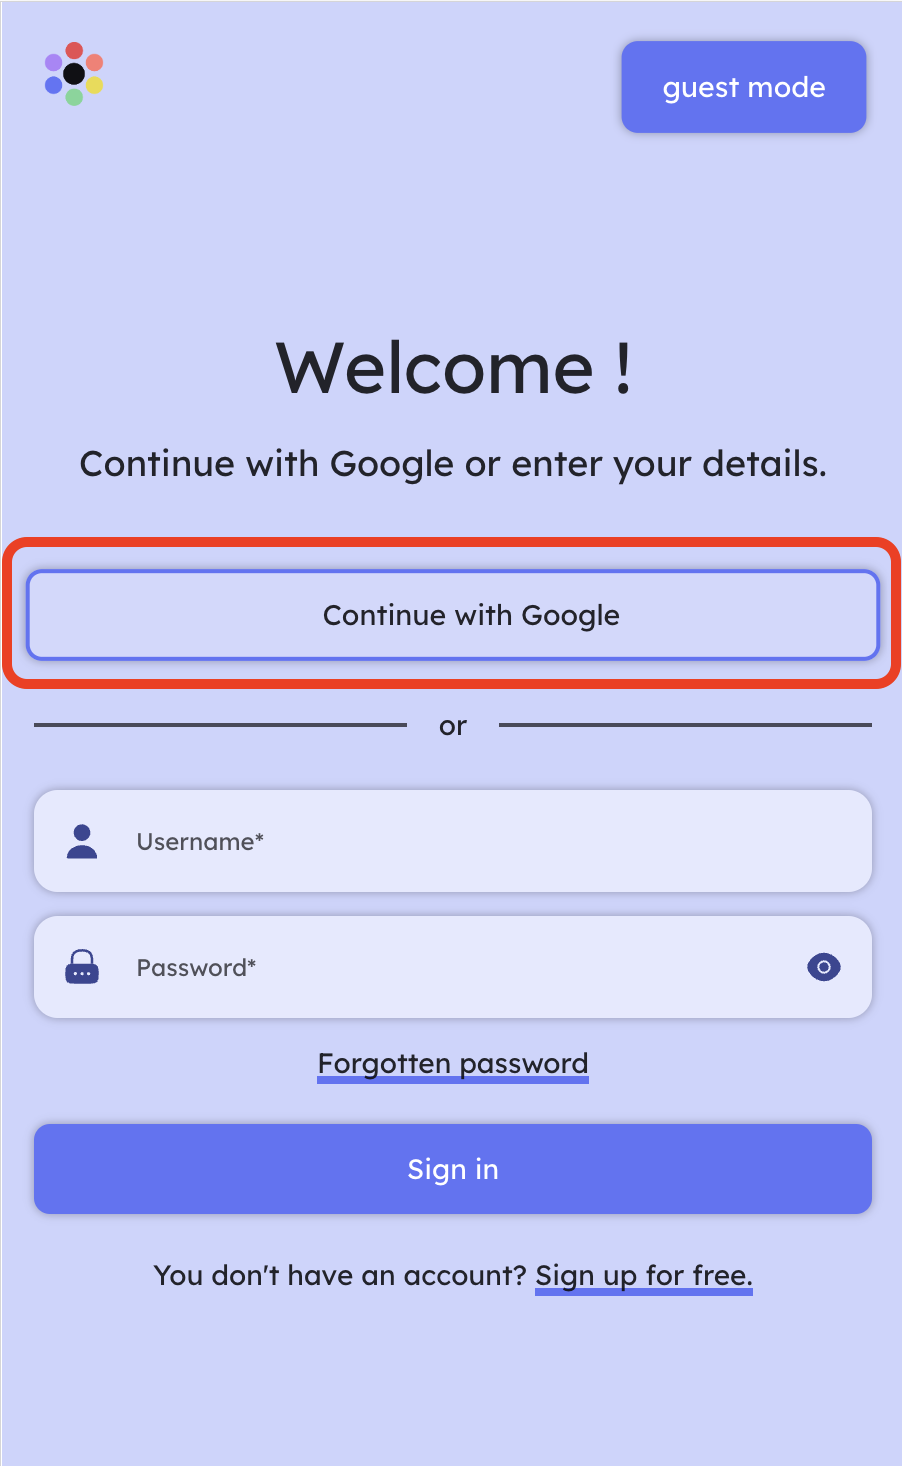 guest mode
Welcome !
Continue with Google or enter your details.
Continue with Google
or
Username*
Password*
Forgotten password
Sign in
You don't have an account? Sign up for free.